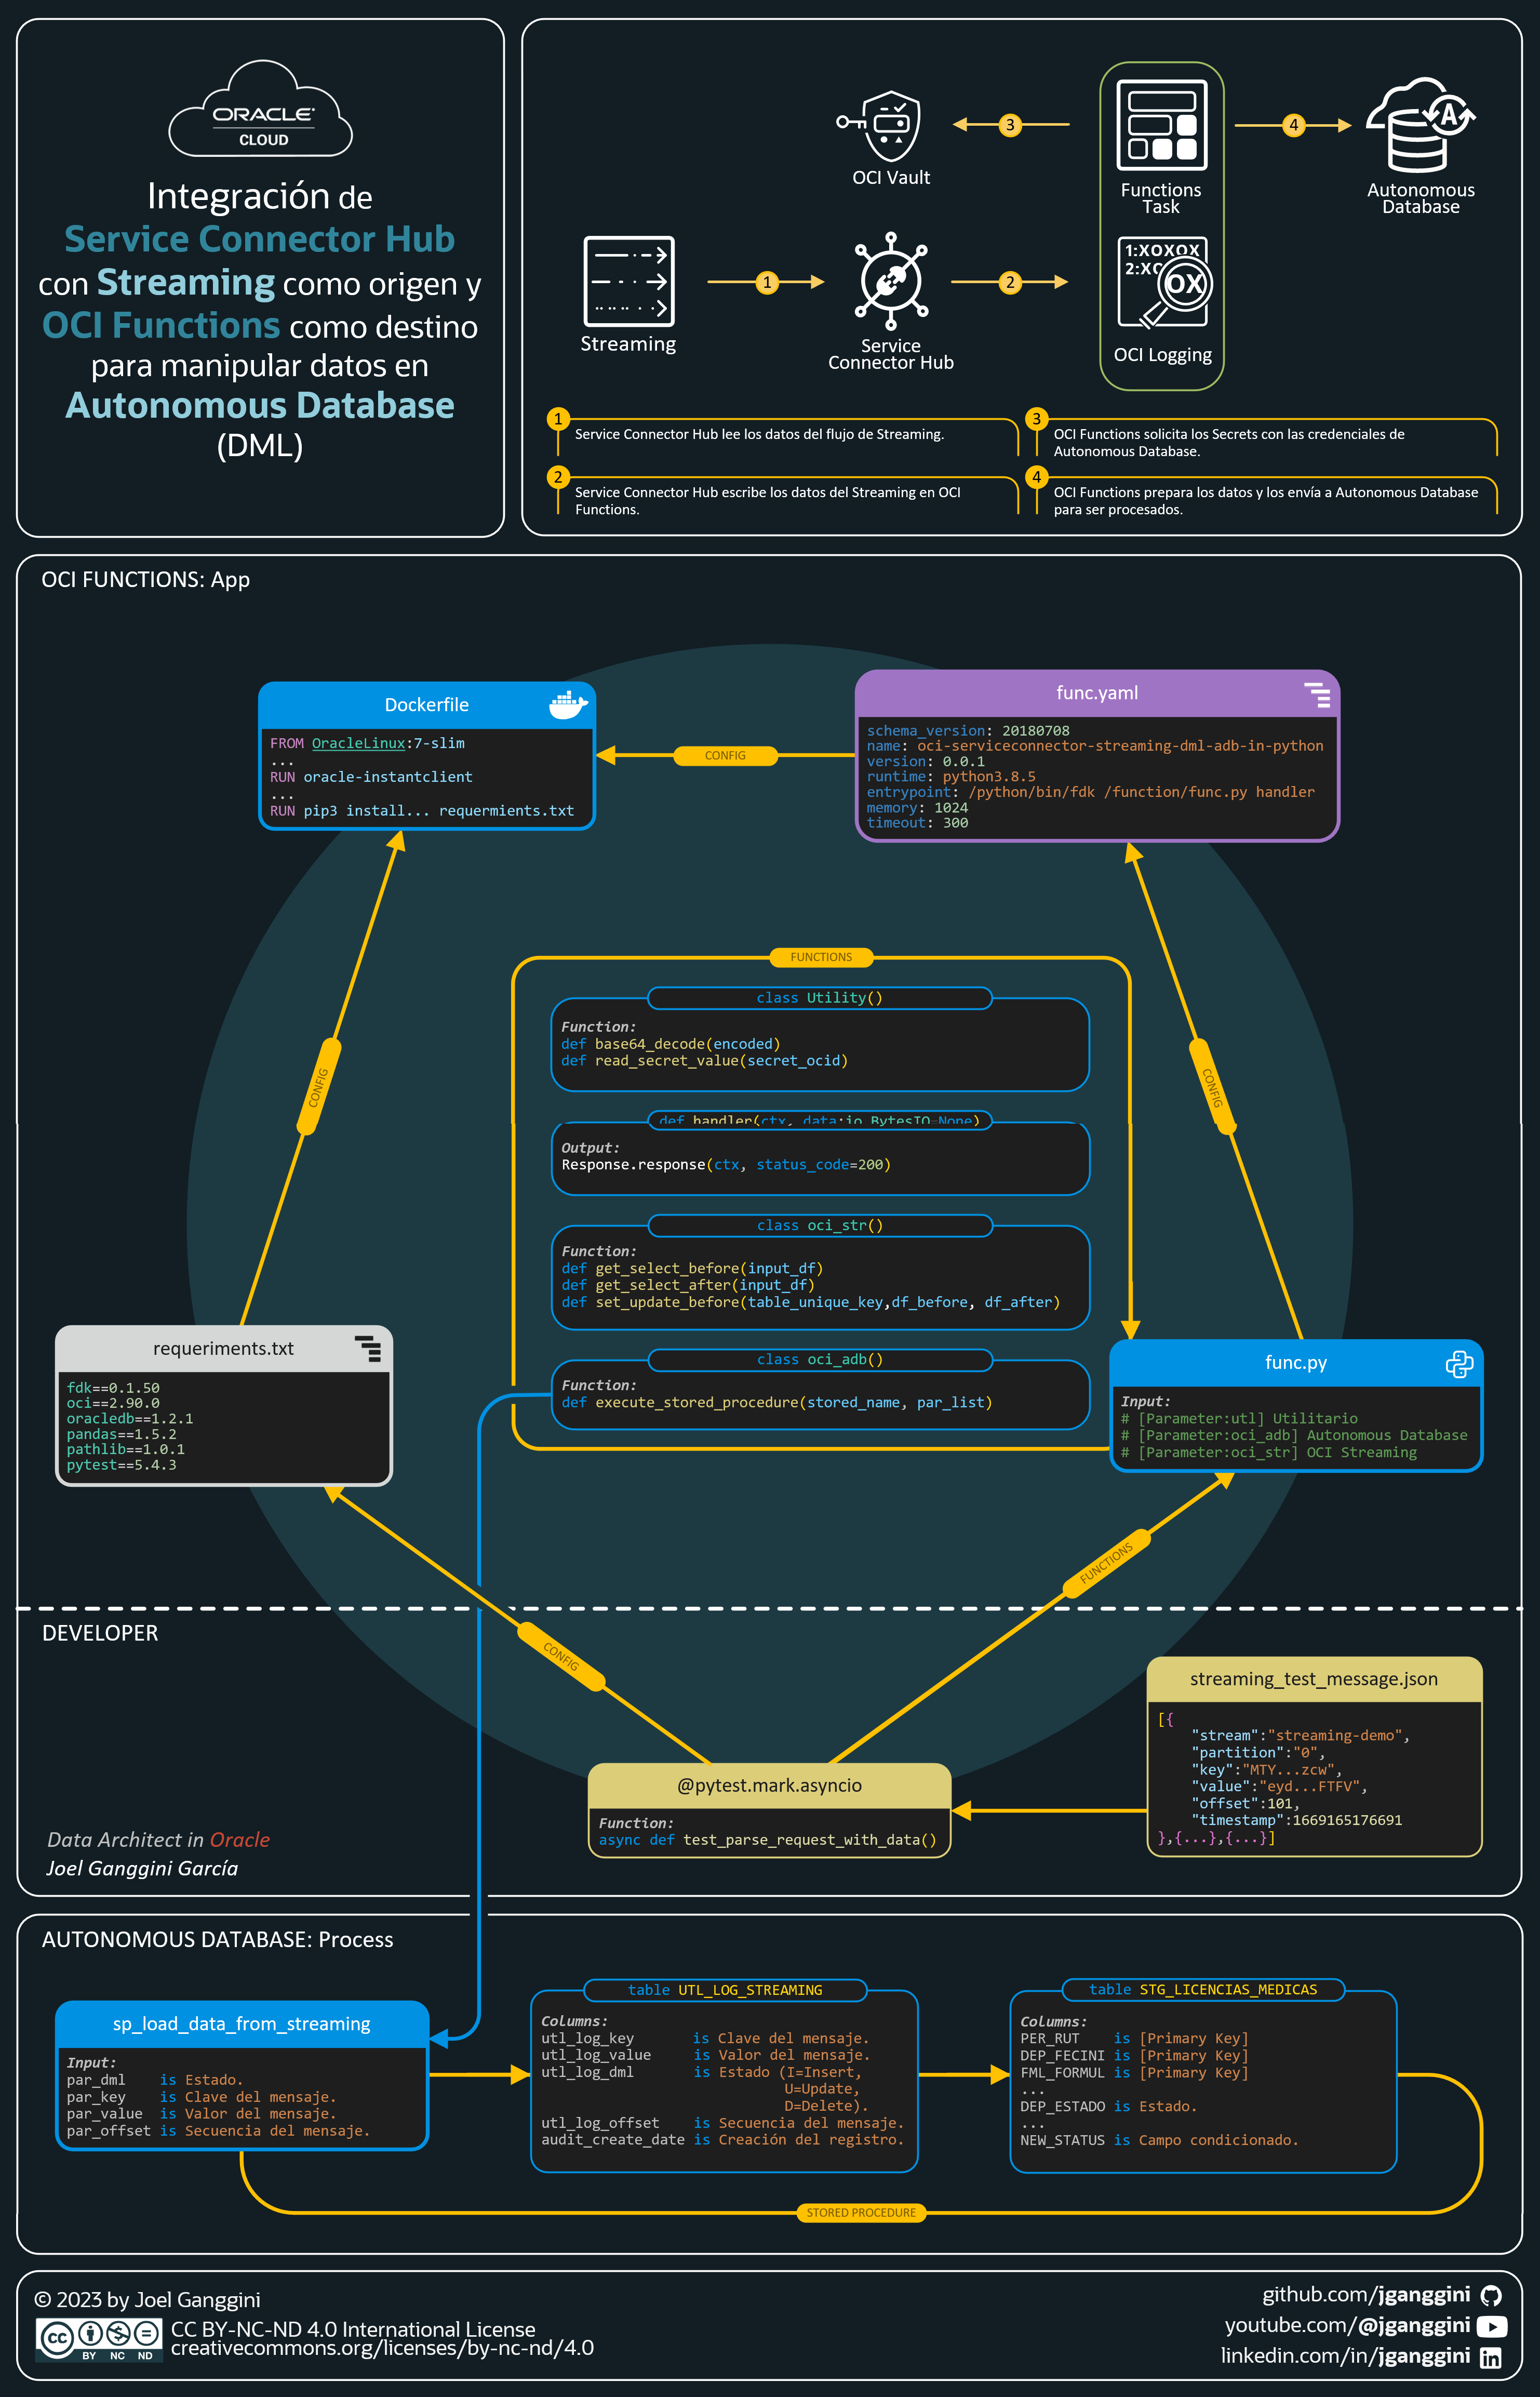 ORACLE
CLOUD
Integración de
Service Connector Hub
con Streaming como origen y
OCI Functions como destino
para manipular datos en
Autonomous Database
(DML)
OCI Vault
3
Functions
Task
4
Autonomous
Database
Streaming
1
Service
Connector Hub
2
1:XOXOX
2:XC
OX
OCI Logging
1
Service Connector Hub lee los datos del flujo de Streaming.
2
Service Connector Hub escribe los datos del Streaming en OCI
Functions.
3
OCI Functions solicita los Secrets con las credenciales de
Autonomous Database.
4
OCI Functions prepara los datos y los envía a Autonomous Database
para ser procesados.
OCI FUNCTIONS: App
Dockerfile
FROM OracleLinux:7-slim
...
RUN oracle-instantclient
...
RUN pip3 install... requermients.txt
CONFIG
func.yaml
schema_version: 20180708
name: oci-serviceconnector-streaming-dml-adb-in-python
version: 0.0.1
runtime: python3.8.5
entrypoint: /python/bin/fdk /function/func.py handler
memory: 1024
timeout: 300
CONFIG
CONFIG
FUNCTIONS
class Utility()
Function:
def base64_decode(encoded)
def read_secret_value(secret_ocid)
def handler(ctx, data:io.BytesIO=None)
Output:
Response.response(ctx, status_code=200)
class oci_str()
Function:
def get_select_before(input_df)
def get_select_after(input_df)
def set_update_before(table_unique_key,df_before, df_after)
class oci_adb()
Function:
def execute_stored_procedure(stored_name, par_list)
requeriments.txt
fdk==0.1.50
oci==2.90.0
oracledb==1.2.1
pandas==1.5.2
pathlib==1.0.1
pytest==5.4.3
func.py
Input:
# [Parameter:utl] Utilitario
# [Parameter:oci_adb] Autonomous Database
# [Parameter:oci_str] OCI Streaming
FUNCTIONS
DEVELOPER
CONFIG
streaming_test_message.json
[{
"stream":"streaming-demo",
"partition":"0",
"key":"MTY...zcw",
"value":"eyd...FTFV",
"offset":101,
"timestamp":1669165176691
},{...},{...}]
@pytest.mark.asyncio
Function:
async def test_parse_request_with_data()
Data Architect in Oracle
Joel Ganggini García
AUTONOMOUS DATABASE: Process
sp_load_data_from_streaming
Input:
par_dml is Estado.
par_key is Clave del mensaje.
par_value is Valor del mensaje.
par_offset is Secuencia del mensaje.
table UTL_LOG_STREAMING
Columns:
utl_log_key is Clave del mensaje.
utl_log_value is Valor del mensaje.
utl_log_dml is Estado (I=Insert,
U=Update,
D=Delete).
utl_log_offset is Secuencia del mensaje.
audit_create_date is Creación del registro.
table STG_LICENCIAS_MEDICAS
Columns:
PER_RUT is [Primary Key]
DEP_FECINI is [Primary Key]
FML_FORMUL is [Primary Key]
...
DEP_ESTADO is Estado.
...
NEW_STATUS is Campo condicionado.
STORED PROCEDURE
© 2023 by Joel Ganggini
CC BY NC ND
CC BY-NC-ND 4.0 International License
creativecommons.org/licenses/by-nc-nd/4.0
github.com/jganggini
youtube.com/@jganggini
linkedin.com/in/jganggini